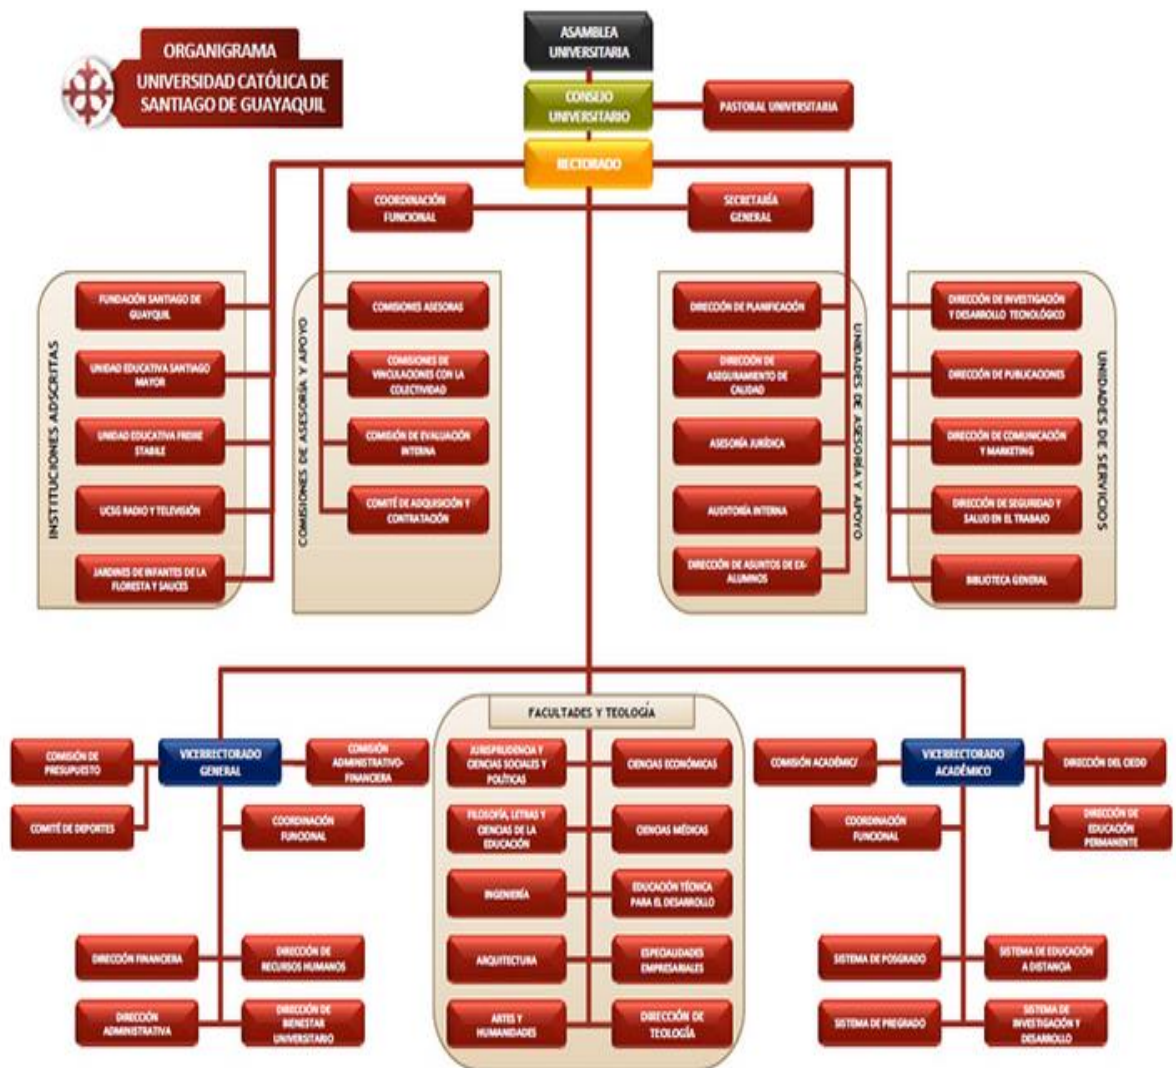 ORGANIGRAMA
UNIVERSIDAD CATÓLICA DE
SANTIAGO DE GUAYAQUIL
ASAMBLEA
UNIVERSITARIA
CONSEJO
UNIVERSITARIO
PASTORAL UNIVERSITARIA
RECTORADO
COORDINACIÓN
FUNCIONAL
SECRETARÍA
GENERAL
INSTITUCIONES ADSCRITAS
FUNDACIÓN SANTIAGO DE
GUAYQUIL
UNIDAD EDUCATIVA SANTIAGO
MAYOR
UNIDAD EDUCATIVA FREIRE
STABILE
UCSG RADIO Y TELEVISIÓN
JARDINES DE INFANTES DE LA
FLORESTA Y SAUCES
COMISIONES DE ASESORÍA Y APOYO
COMISIONES ASESORAS
COMISIONES DE
VINCULACIONES CON LA
COLECTIVIDAD
COMISIÓN DE EVALUACIÓN
INTERNA
COMITÉ DE ADQUISICIÓN Y
CONTRATACIÓN
DIRECCIÓN DE PLANIFICACIÓN
DIRECCIÓN DE
ASEGURAMIENTO DE
CALIDAD
ASESORÍA JURÍDICA
AUDITORÍA INTERNA
DIRECCIÓN DE ASUNTOS DE EX-
ALUMNOS
UNIDADES DE ASESORÍA Y APOYO
DIRECCIÓN DE INVESTIGACIÓN
Y DESARROLLO TECNOLÓGICO
DIRECCIÓN DE PUBLICACIONES
DIRECCIÓN DE COMUNICACIÓN
Y MARKETING
DIRECCIÓN DE SEGURIDAD Y
SALUD EN EL TRABAJO
BIBLIOTECA GENERAL
UNIDADES DE SERVICIOS
COMISIÓN DE
PRESUPUESTO
VICERRECTORADO
GENERAL
COMISIÓN
ADMINISTRATIVO-
FINANCIERA
COMITÉ DE DEPORTES
COORDINACIÓN
FUNCIONAL
DIRECCIÓN FINANCIERA
DIRECCIÓN DE
RECURSOS HUMANOS
DIRECCIÓN
ADMINISTRATIVA
DIRECCIÓN DE
BIENESTAR
UNIVERSITARIO
FACULTADES Y TEOLOGÍA
JURISPRUDENCIA Y
CIENCIAS SOCIALES Y
POLÍTICAS
CIENCIAS ECONÓMICAS
FILOSOFÍA, LETRAS Y
CIENCIAS DE LA
EDUCACIÓN
CIENCIAS MÉDICAS
INGENIERÍA
EDUCACIÓN TÉCNICA
PARA EL DESARROLLO
ARQUITECTURA
ESPECIALIDADES
EMPRESARIALES
ARTES Y
HUMANIDADES
DIRECCIÓN DE
TEOLOGÍA
COMISIÓN ACADÉMIC/
VICERRECTORADO
ACADÉMICO
DIRECCIÓN DEL CIEDD
COORDINACIÓN
FUNCIONAL
DIRECCIÓN DE
EDUCACIÓN
PERMANENTE
SISTEMA DE POSGRADO
SISTEMA DE EDUCACIÓN
A DISTANCIA
SISTEMA DE PREGRADO
SISTEMA DE
INVESTIGACIÓN Y
DESARROLLO